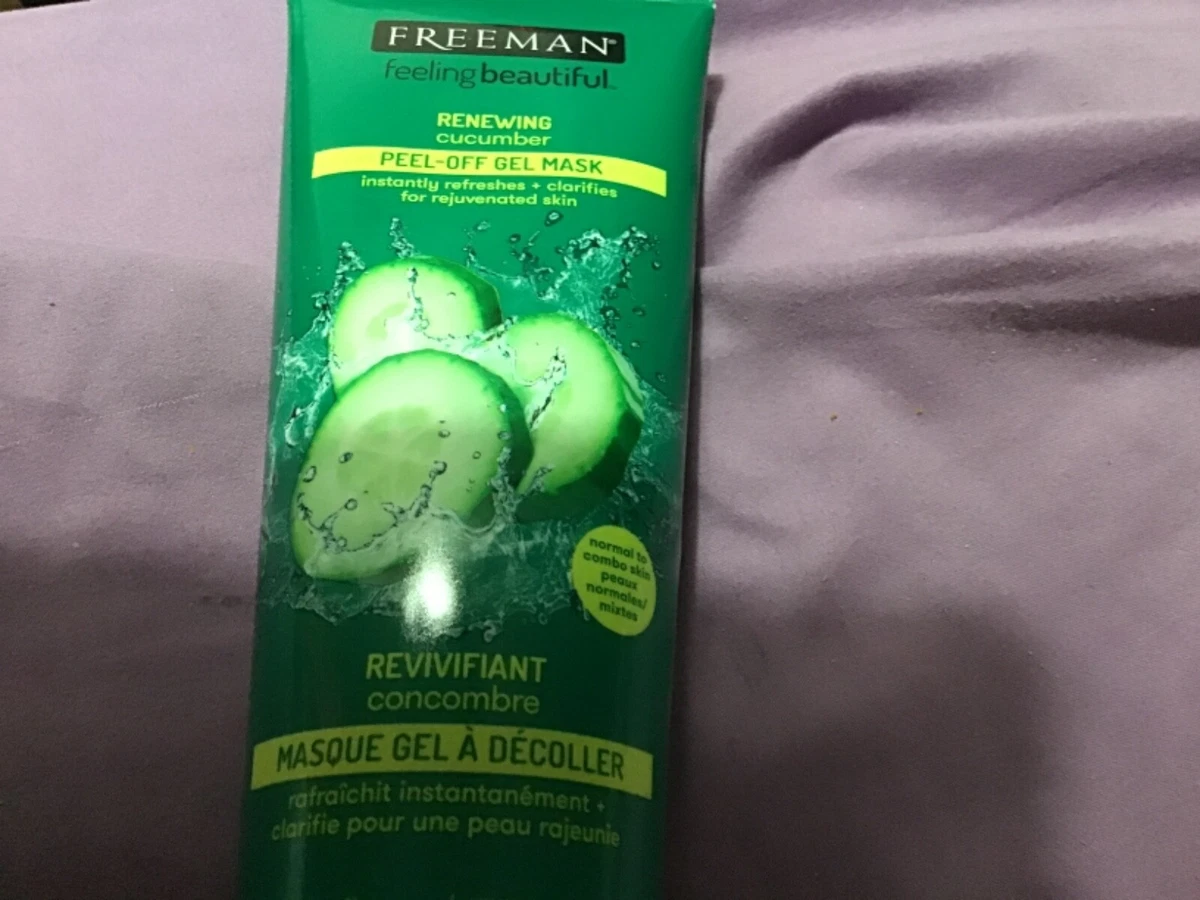 FREEMAN®
feeling beautiful™
RENEWING
cucumber
PEEL-OFF GEL MASK
instantly refreshes + clarifies
for rejuvenated skin
normal to
combo skin
peaux
normales/
mixtes
REVIVIFIANT
concombre
MASQUE GEL À DÉCOLLER
rafraîchit instantanément +
clarifie pour une peau rajeunie